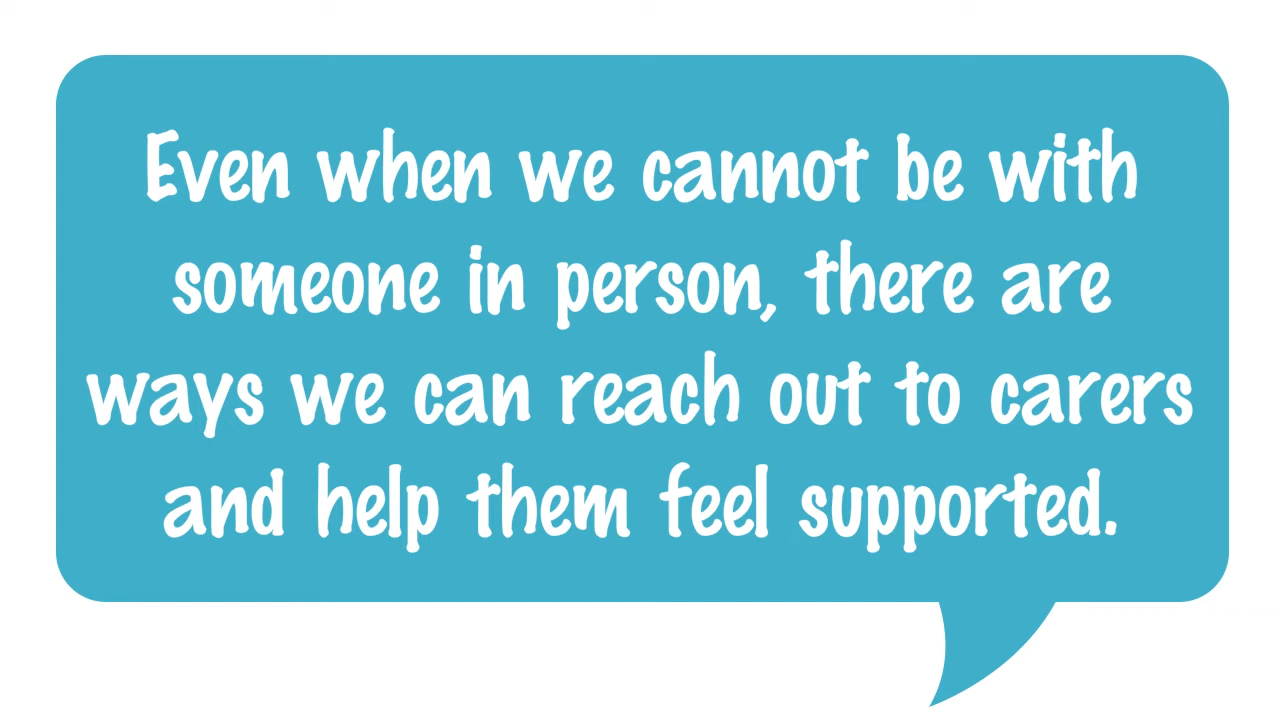 Even when we cannot be with
someone in person, there are
ways we can reach out to carers
and help them feel supported.